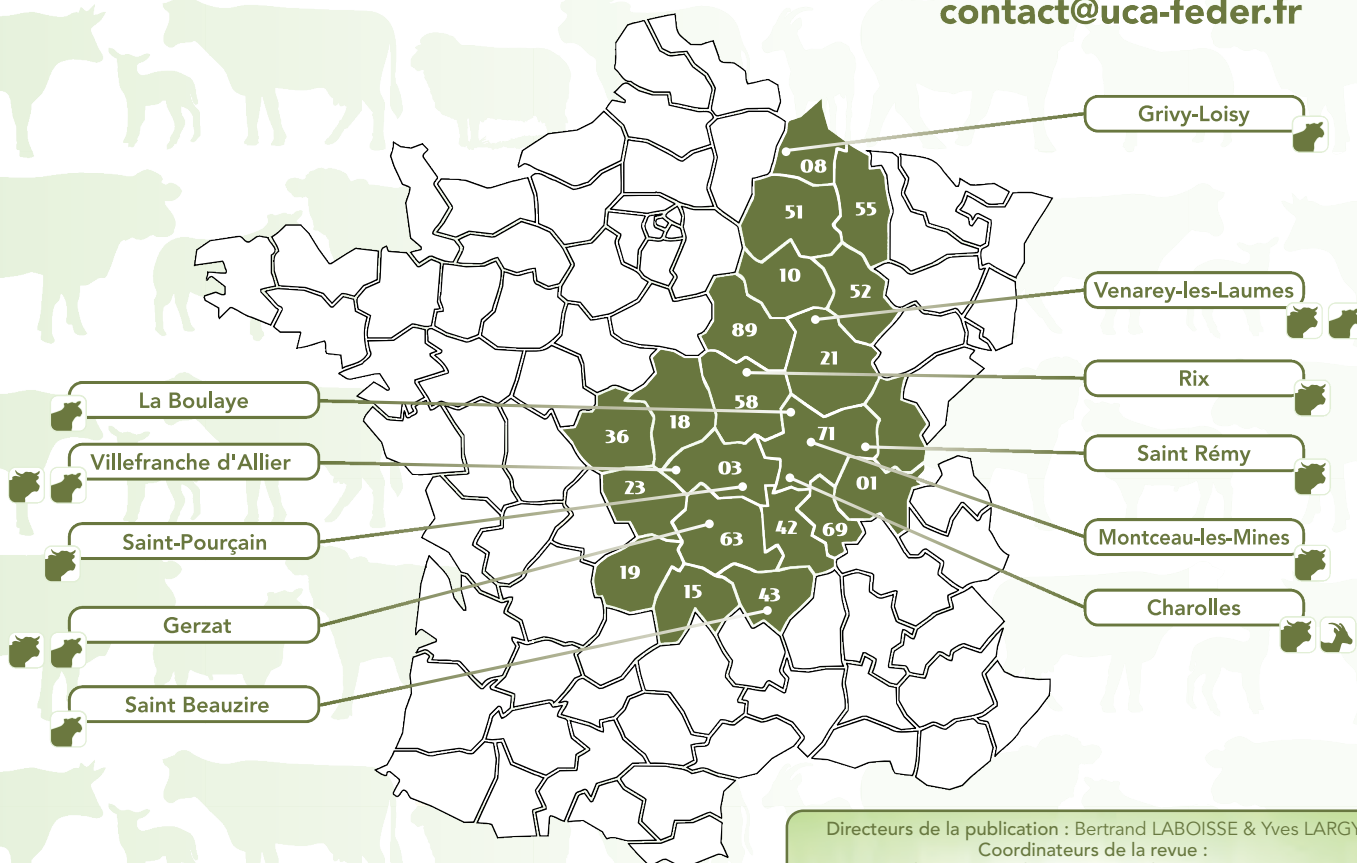 contact@uca-feder.fr
Grivy-Loisy
08
51
55
10
52
Venarey-les-Laumes
89
21
Rix
La Boulaye
58
18
71
36
Saint Rémy
Villefranche d'Allier
03
23
01
Saint-Pourçain
42
69
63
Montceau-les-Mines
19
15
43
Charolles
Gerzat
Saint Beauzire
Directeurs de la publication : Bertrand LABOISSE & Yves LARGY
Coordinateurs de la revue :